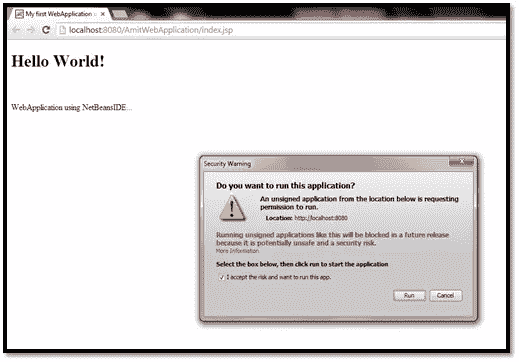 My first WebApplication
localhost:8080/AmitWebApplication/index.jsp
Hello World!
WebApplication using NetBeansIDE...
Security Warning
Do you want to run this application?
An unsigned application from the location below is requesting
permission to run.
Location: http://localhost:8080
Running unsigned applications like this will be blocked in a future release
because it is potentially unsafe and a security risk.
More Information
Select the box below, then click run to start the application
I accept the risk and want to run this app.
Run Cancel